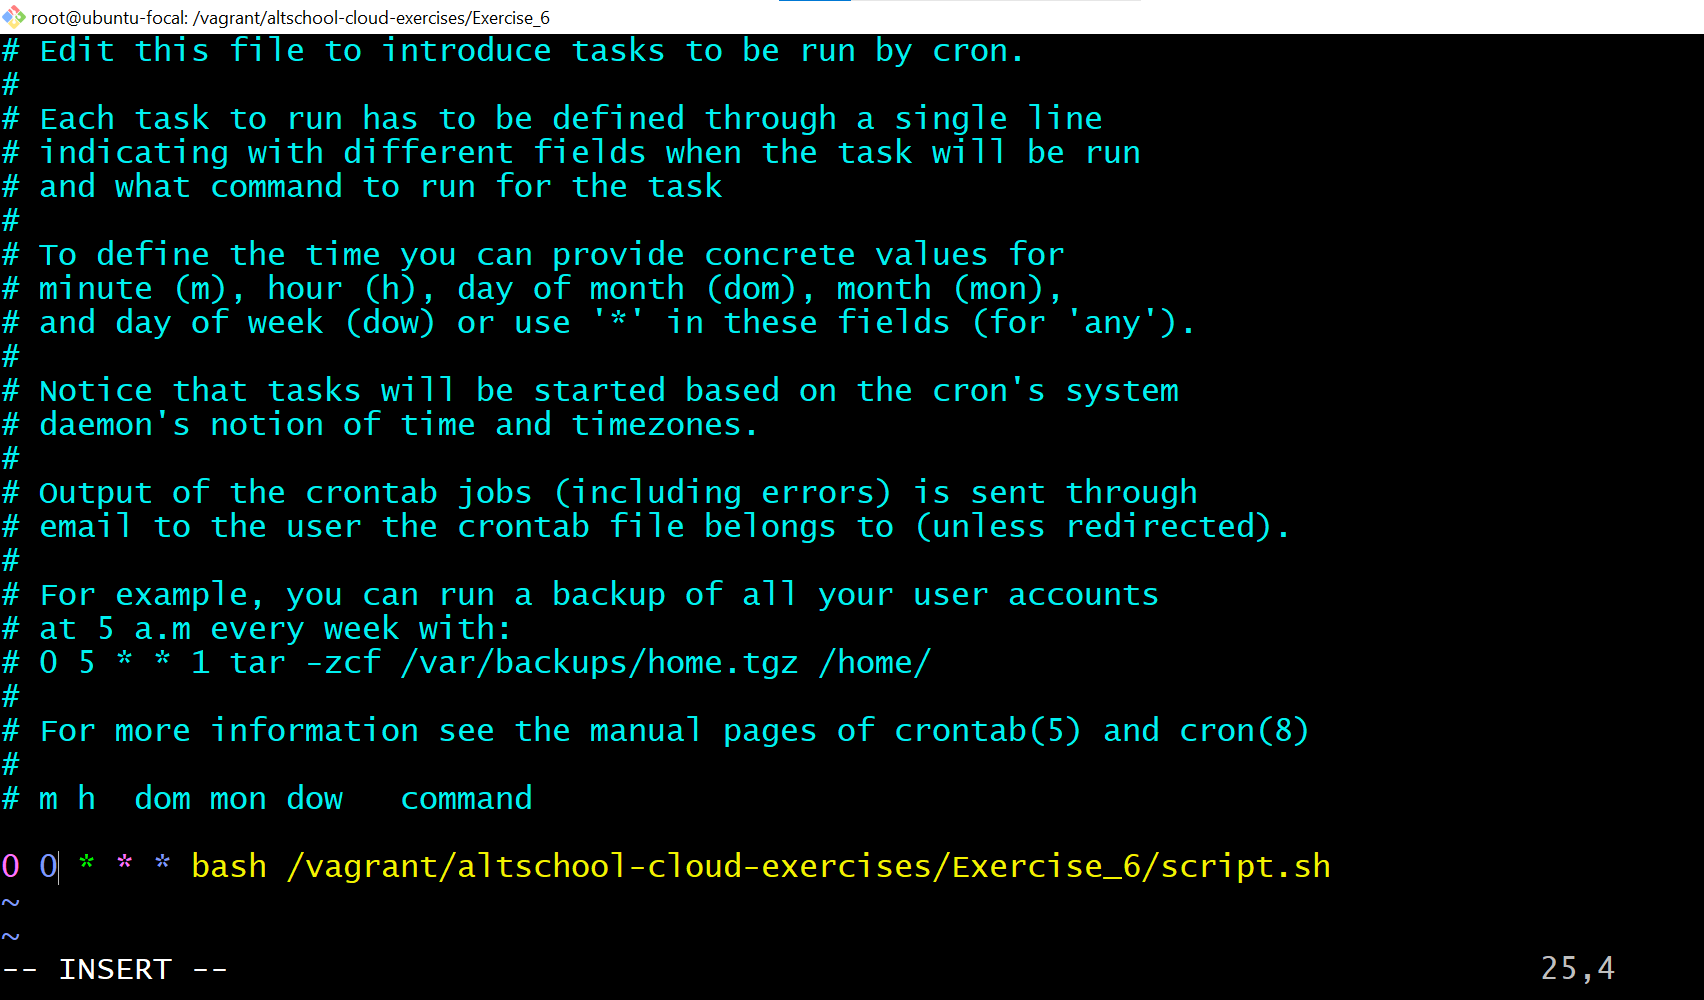 root@ubuntu-focal: /vagrant/altschool-cloud-exercises/Exercise_6
# Edit this file to introduce tasks to be run by cron.
#
# Each task to run has to be defined through a single line
# indicating with different fields when the task will be run
# and what command to run for the task
#
# To define the time you can provide concrete values for
# minute (m), hour (h), day of month (dom), month (mon),
# and day of week (dow) or use '*' in these fields (for 'any').
#
# Notice that tasks will be started based on the cron's system
# daemon's notion of time and timezones.
#
# Output of the crontab jobs (including errors) is sent through
# email to the user the crontab file belongs to (unless redirected).
#
# For example, you can run a backup of all your user accounts
# at 5 a.m every week with:
# 0 5 * * 1 tar -zcf /var/backups/home.tgz /home/
#
# For more information see the manual pages of crontab(5) and cron(8)
#
# m h  dom mon dow   command

0 0 * * * bash /vagrant/altschool-cloud-exercises/Exercise_6/script.sh
~
~
-- INSERT -- 25,4